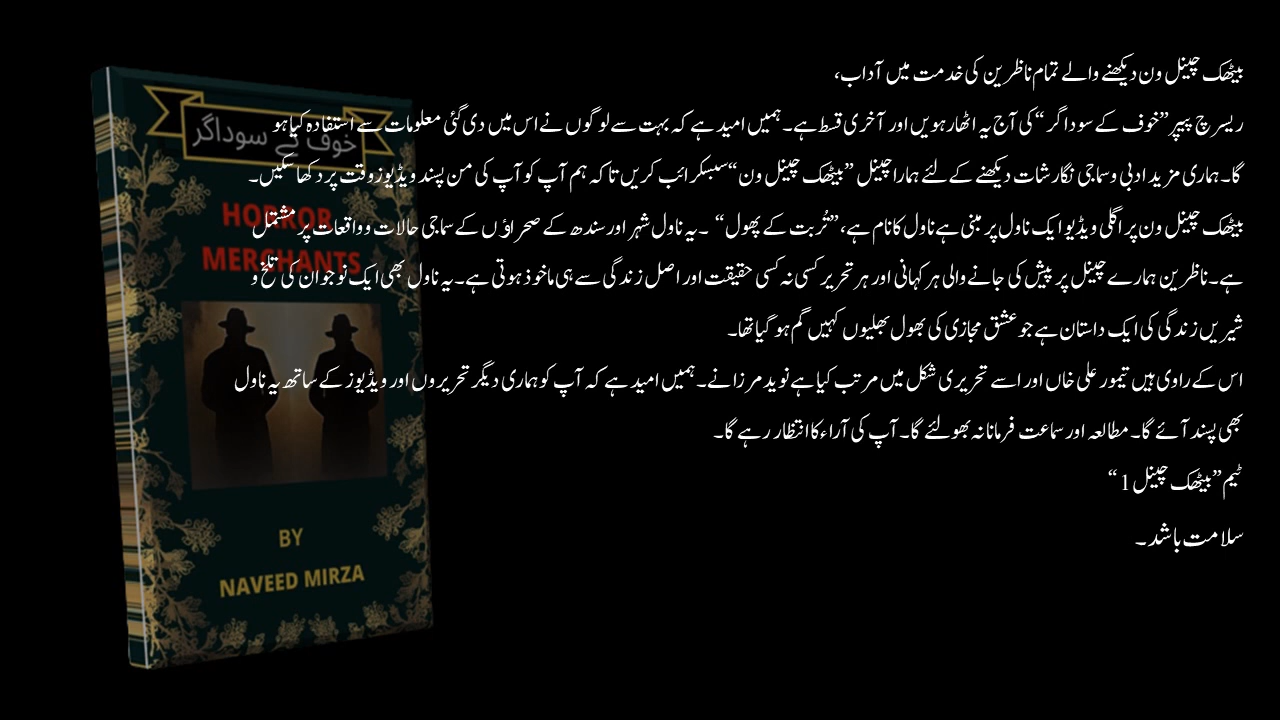 بیٹھک چینل ون دیکھنے والے تمام ناظرین کی خدمت میں آداب،
ریسرچ پیپر ”خوف کے سوداگر “کی آج یہ اٹھارہویں اور آخری قسط ہے۔ ہمیں امید ہے کہ بہت سے لوگوں نے اس میں دی گئی معلومات سے استفادہ کیا ہو
گا۔ ہماری مزید ادبی و سماجی نگارشات دیکھنے کے لئے ہمارا چینل ”بیٹھک چینل ون“ سبسکرائب کریں تاکہ ہم آپ کو آپ کی من پسند ویڈیوز وقت پر دکھا سکیں۔
بیٹھک چینل ون پر اگلی ویڈیو ایک ناول پر مبنی ہے ناول کا نام ہے، ”تُربت کے پھول“ ۔ یہ ناول شہر اور سندھ کے صحراؤں کے سماجی حالات و واقعات پر مشتمل
ہے۔ ناظرین ہمارے چینل پر پیش کی جانے والی ہر کہانی اور ہر تحریر کسی نہ کسی حقیقت اور اصل زندگی سے ہی ماخوذ ہوتی ہے۔ یہ ناول بھی ایک نوجوان کی تلخ و
شیریں زندگی کی ایک داستان ہے جو عشق مجازی کی بھول بھلیوں کہیں گم ہو گیا تھا۔
اس کے راوی ہیں تیمور علی خاں اور اسے تحریری شکل میں مرتب کیا ہے نوید مرزا نے۔ ہمیں امید ہے کہ آپ کو ہماری دیگر تحریروں اور ویڈیوز کے ساتھ یہ ناول
بھی پسند آئے گا۔ مطالعہ اور سماعت فرمانا نہ بھولئے گا۔ آپ کی آراء کا انتظار رہے گا۔
ٹیم ”بیٹھک چینل 1 “
سلامت باشد ۔
خوف کے سوداگر
HORROR
MERCHANTS
BY
NAVEED MIRZA